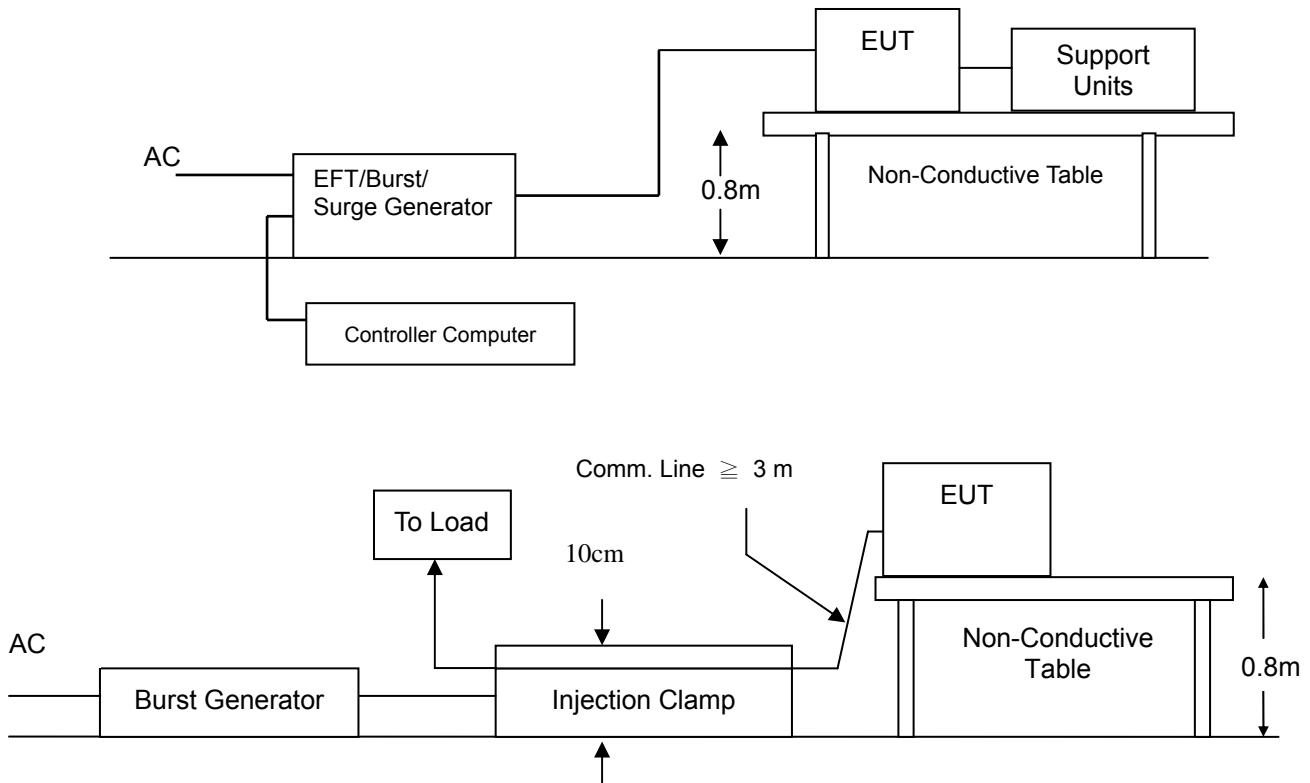 EUT
Support
Units
AC
EFT/Burst/
Surge Generator
0.8m
Non-Conductive Table
Controller Computer
Comm. Line ≧ 3 m
EUT
To Load
10cm
AC
Non-Conductive
Table
0.8m
Burst Generator
Injection Clamp